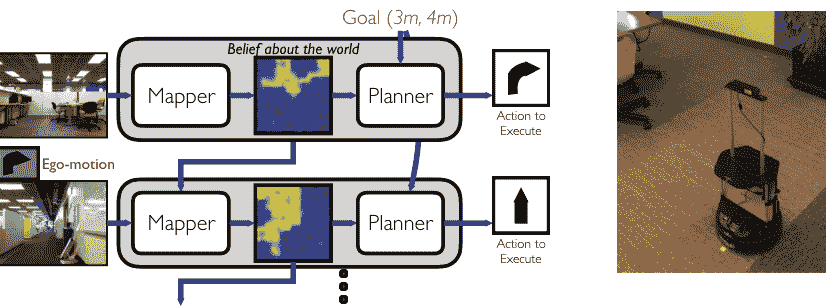 Goal (3m, 4m)
Belief about the world
Mapper
Planner
Action to
Execute
Ego-motion
Mapper
Planner
Action to
Execute